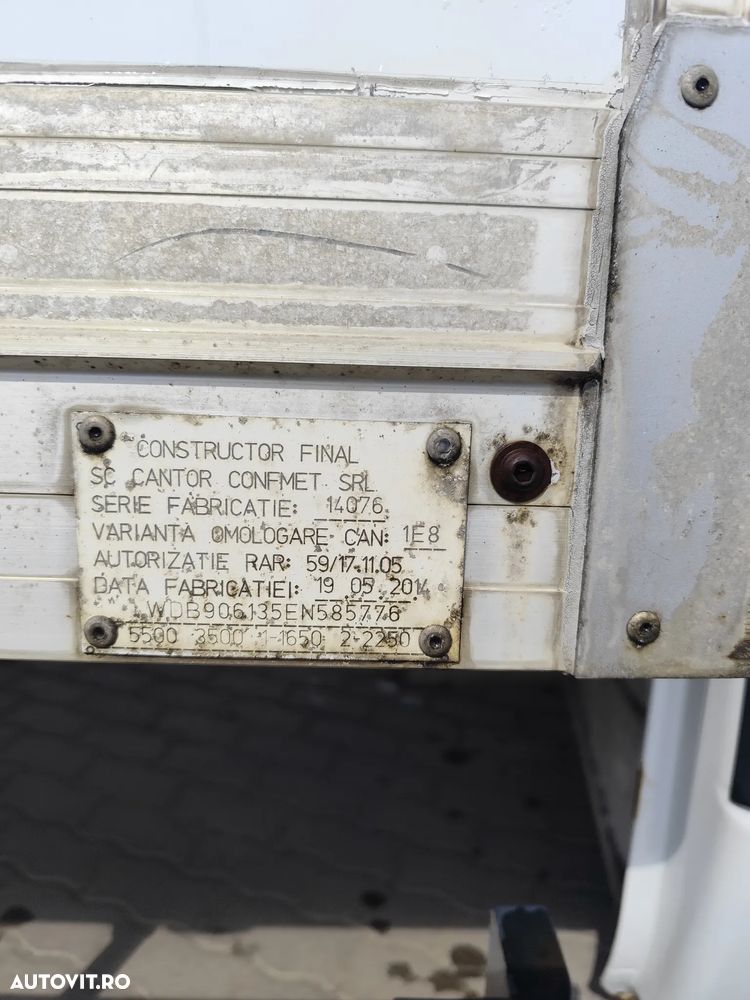 CONSTRUCTOR FINAL
SC CANTOR CONFMET SRL
SERIE FABRICATIE: 14076
VARIANTA OMOLOGARE CAN: 1E8
AUTORIZATIE RAR: 59/17.11.05
DATA FABRICATIEI: 19 05 2014
WDB906135EN585776
5500 3500 1-1650 2-2250
AUTOVIT.RO